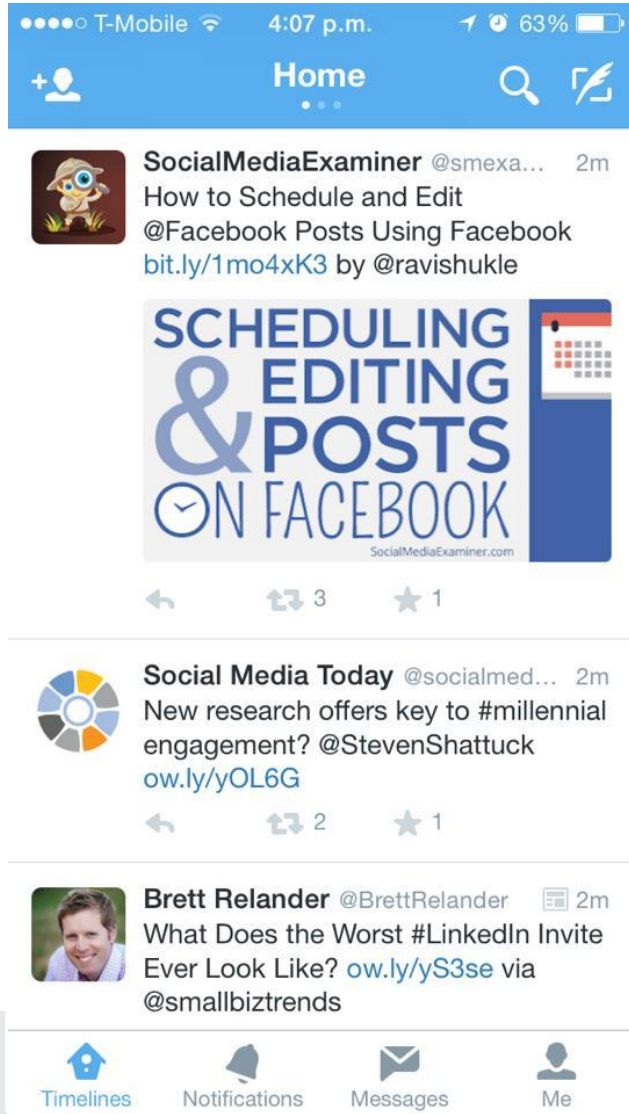 T-Mobile 4:07 p.m. 63%
Home
SocialMediaExaminer @smexa... 2m
How to Schedule and Edit
@Facebook Posts Using Facebook
bit.ly/1mo4xK3 by @ravishukle
SCHEDULING
& EDITING
POSTS
ON FACEBOOK
SocialMediaExaminer.com
3 1
Social Media Today @socialmed... 2m
New research offers key to #millennial
engagement? @StevenShattuck
ow.ly/yOL6G
2 1
Brett Relander @BrettRelander 2m
What Does the Worst #LinkedIn Invite
Ever Look Like? ow.ly/yS3se via
@smallbiztrends
Timelines Notifications Messages Me